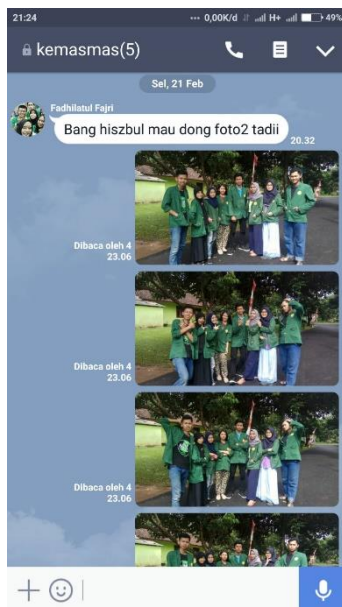 21:24 ... 0,00K/d H+ 49%
kemasmas(5)
Sel, 21 Feb
Fadhilatul Fajri
Bang hiszbul mau dong foto2 tadii
20.32
Dibaca oleh 4
23.06
Dibaca oleh 4
23.06
Dibaca oleh 4
23.06